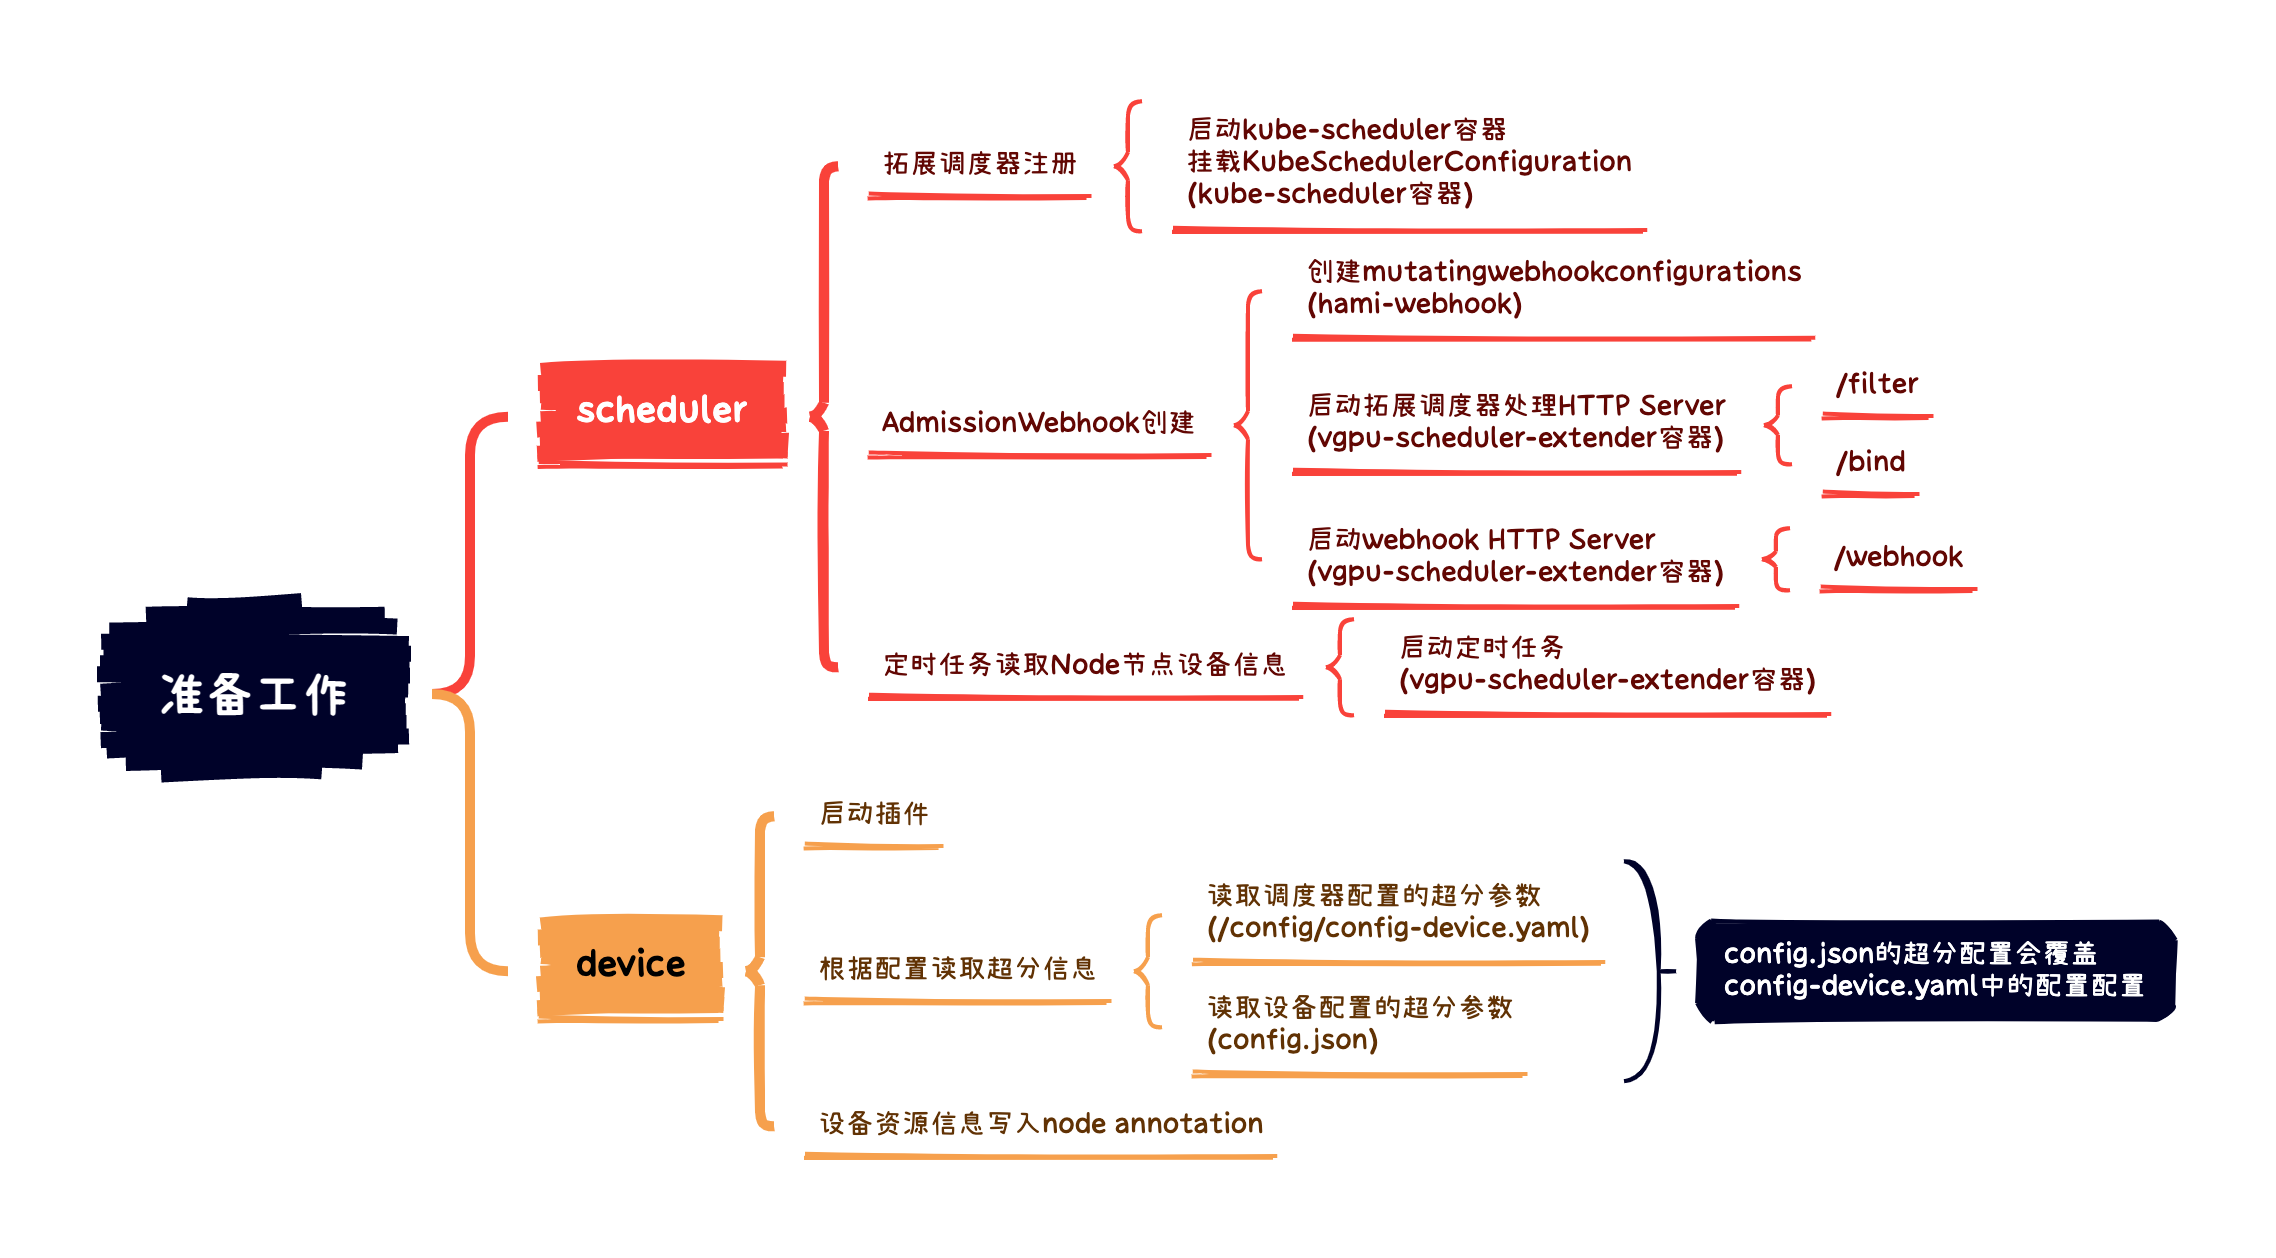 准备工作
scheduler
拓展调度器注册
启动kube-scheduler容器
挂载KubeSchedulerConfiguration
(kube-scheduler容器)
AdmissionWebhook创建
创建mutatingwebhookconfigurations
(hami-webhook)
启动拓展调度器处理HTTP Server
(vgpu-scheduler-extender容器)
/filter
/bind
启动webhook HTTP Server
(vgpu-scheduler-extender容器)
/webhook
定时任务读取Node节点设备信息
启动定时任务
(vgpu-scheduler-extender容器)
device
启动插件
根据配置读取超分信息
读取调度器配置的超分参数
(/config/config-device.yaml)
读取设备配置的超分参数
(config.json)
config.json的超分配置会覆盖
config-device.yaml中的配置配置
设备资源信息写入node annotation